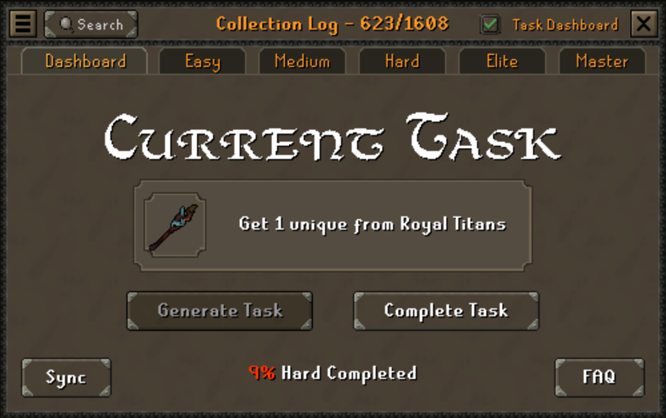 Search
Collection Log - 623/1608
Task Dashboard
Dashboard
Easy
Medium
Hard
Elite
Master
Current Task
Get 1 unique from Royal Titans
Generate Task
Complete Task
Sync
9% Hard Completed
FAQ